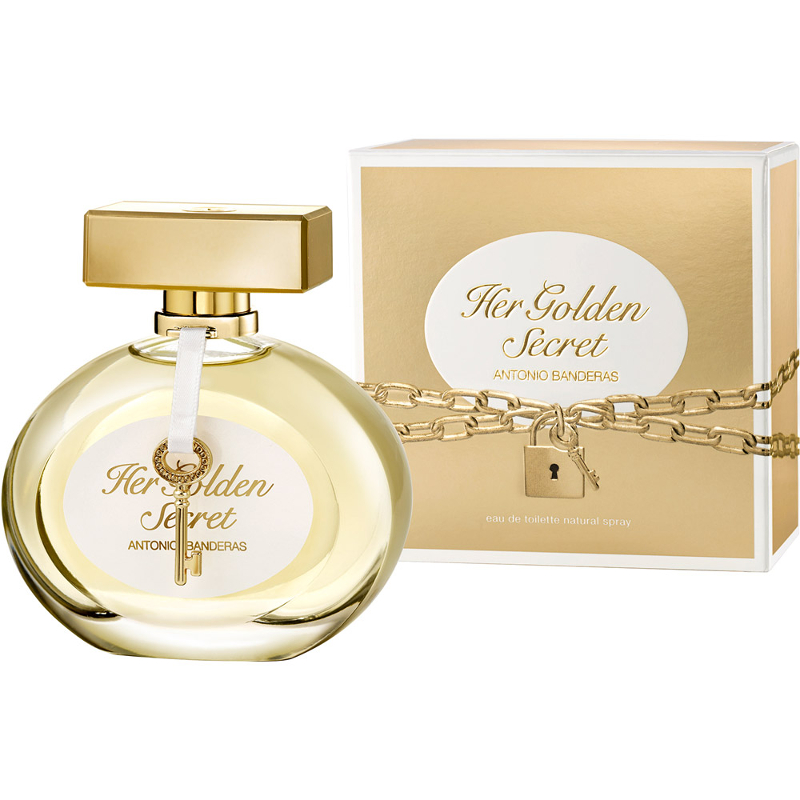 Her Golden
Secret
ANTONIO BANDERAS
Her Golden
Secret
ANTONIO BANDERAS
eau de toilette natural spray